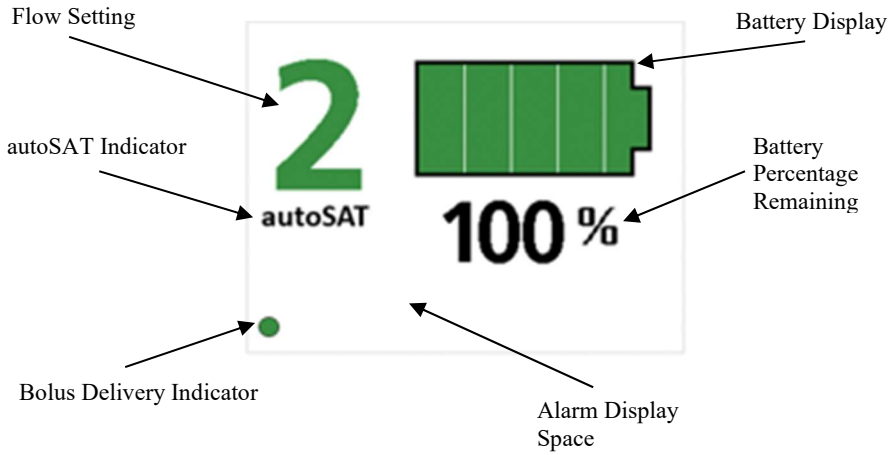 Flow Setting
Battery Display
2
autoSAT Indicator
Battery
Percentage
Remaining
autoSAT
100 %
Bolus Delivery Indicator
Alarm Display
Space